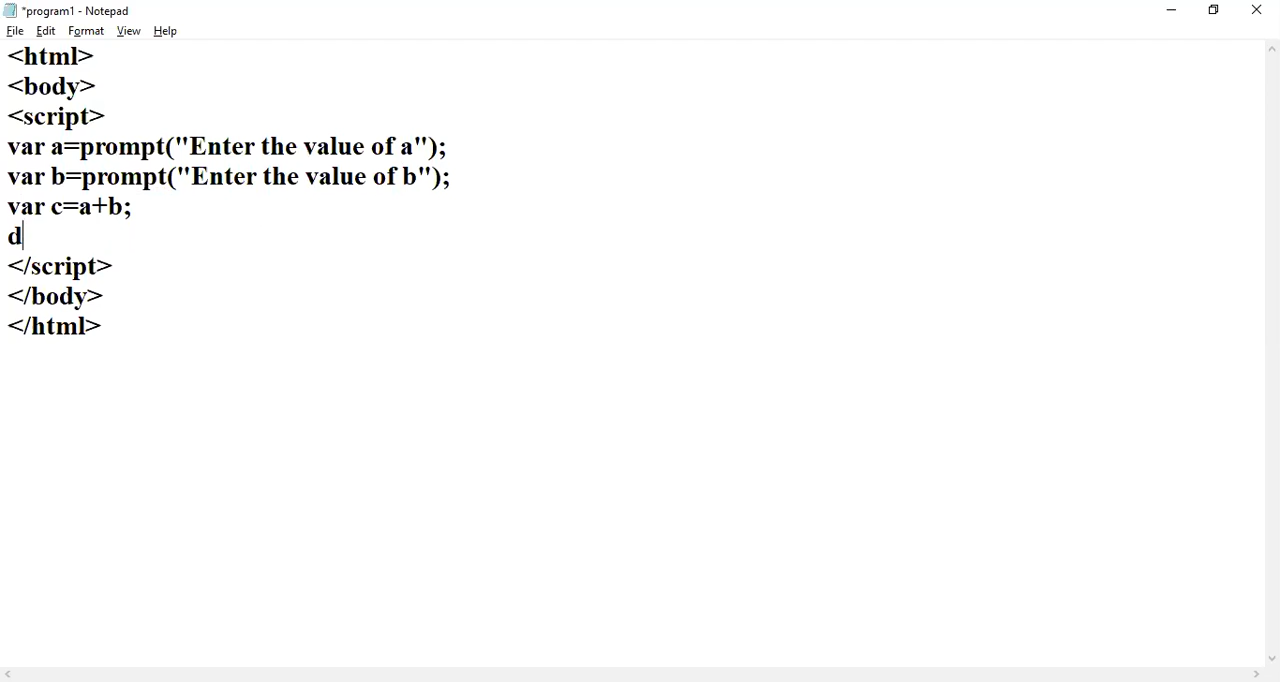 *program1 - Notepad
File Edit Format View Help
<html>
<body>
<script>
var a=prompt("Enter the value of a");
var b=prompt("Enter the value of b");
var c=a+b;
d
</script>
</body>
</html>